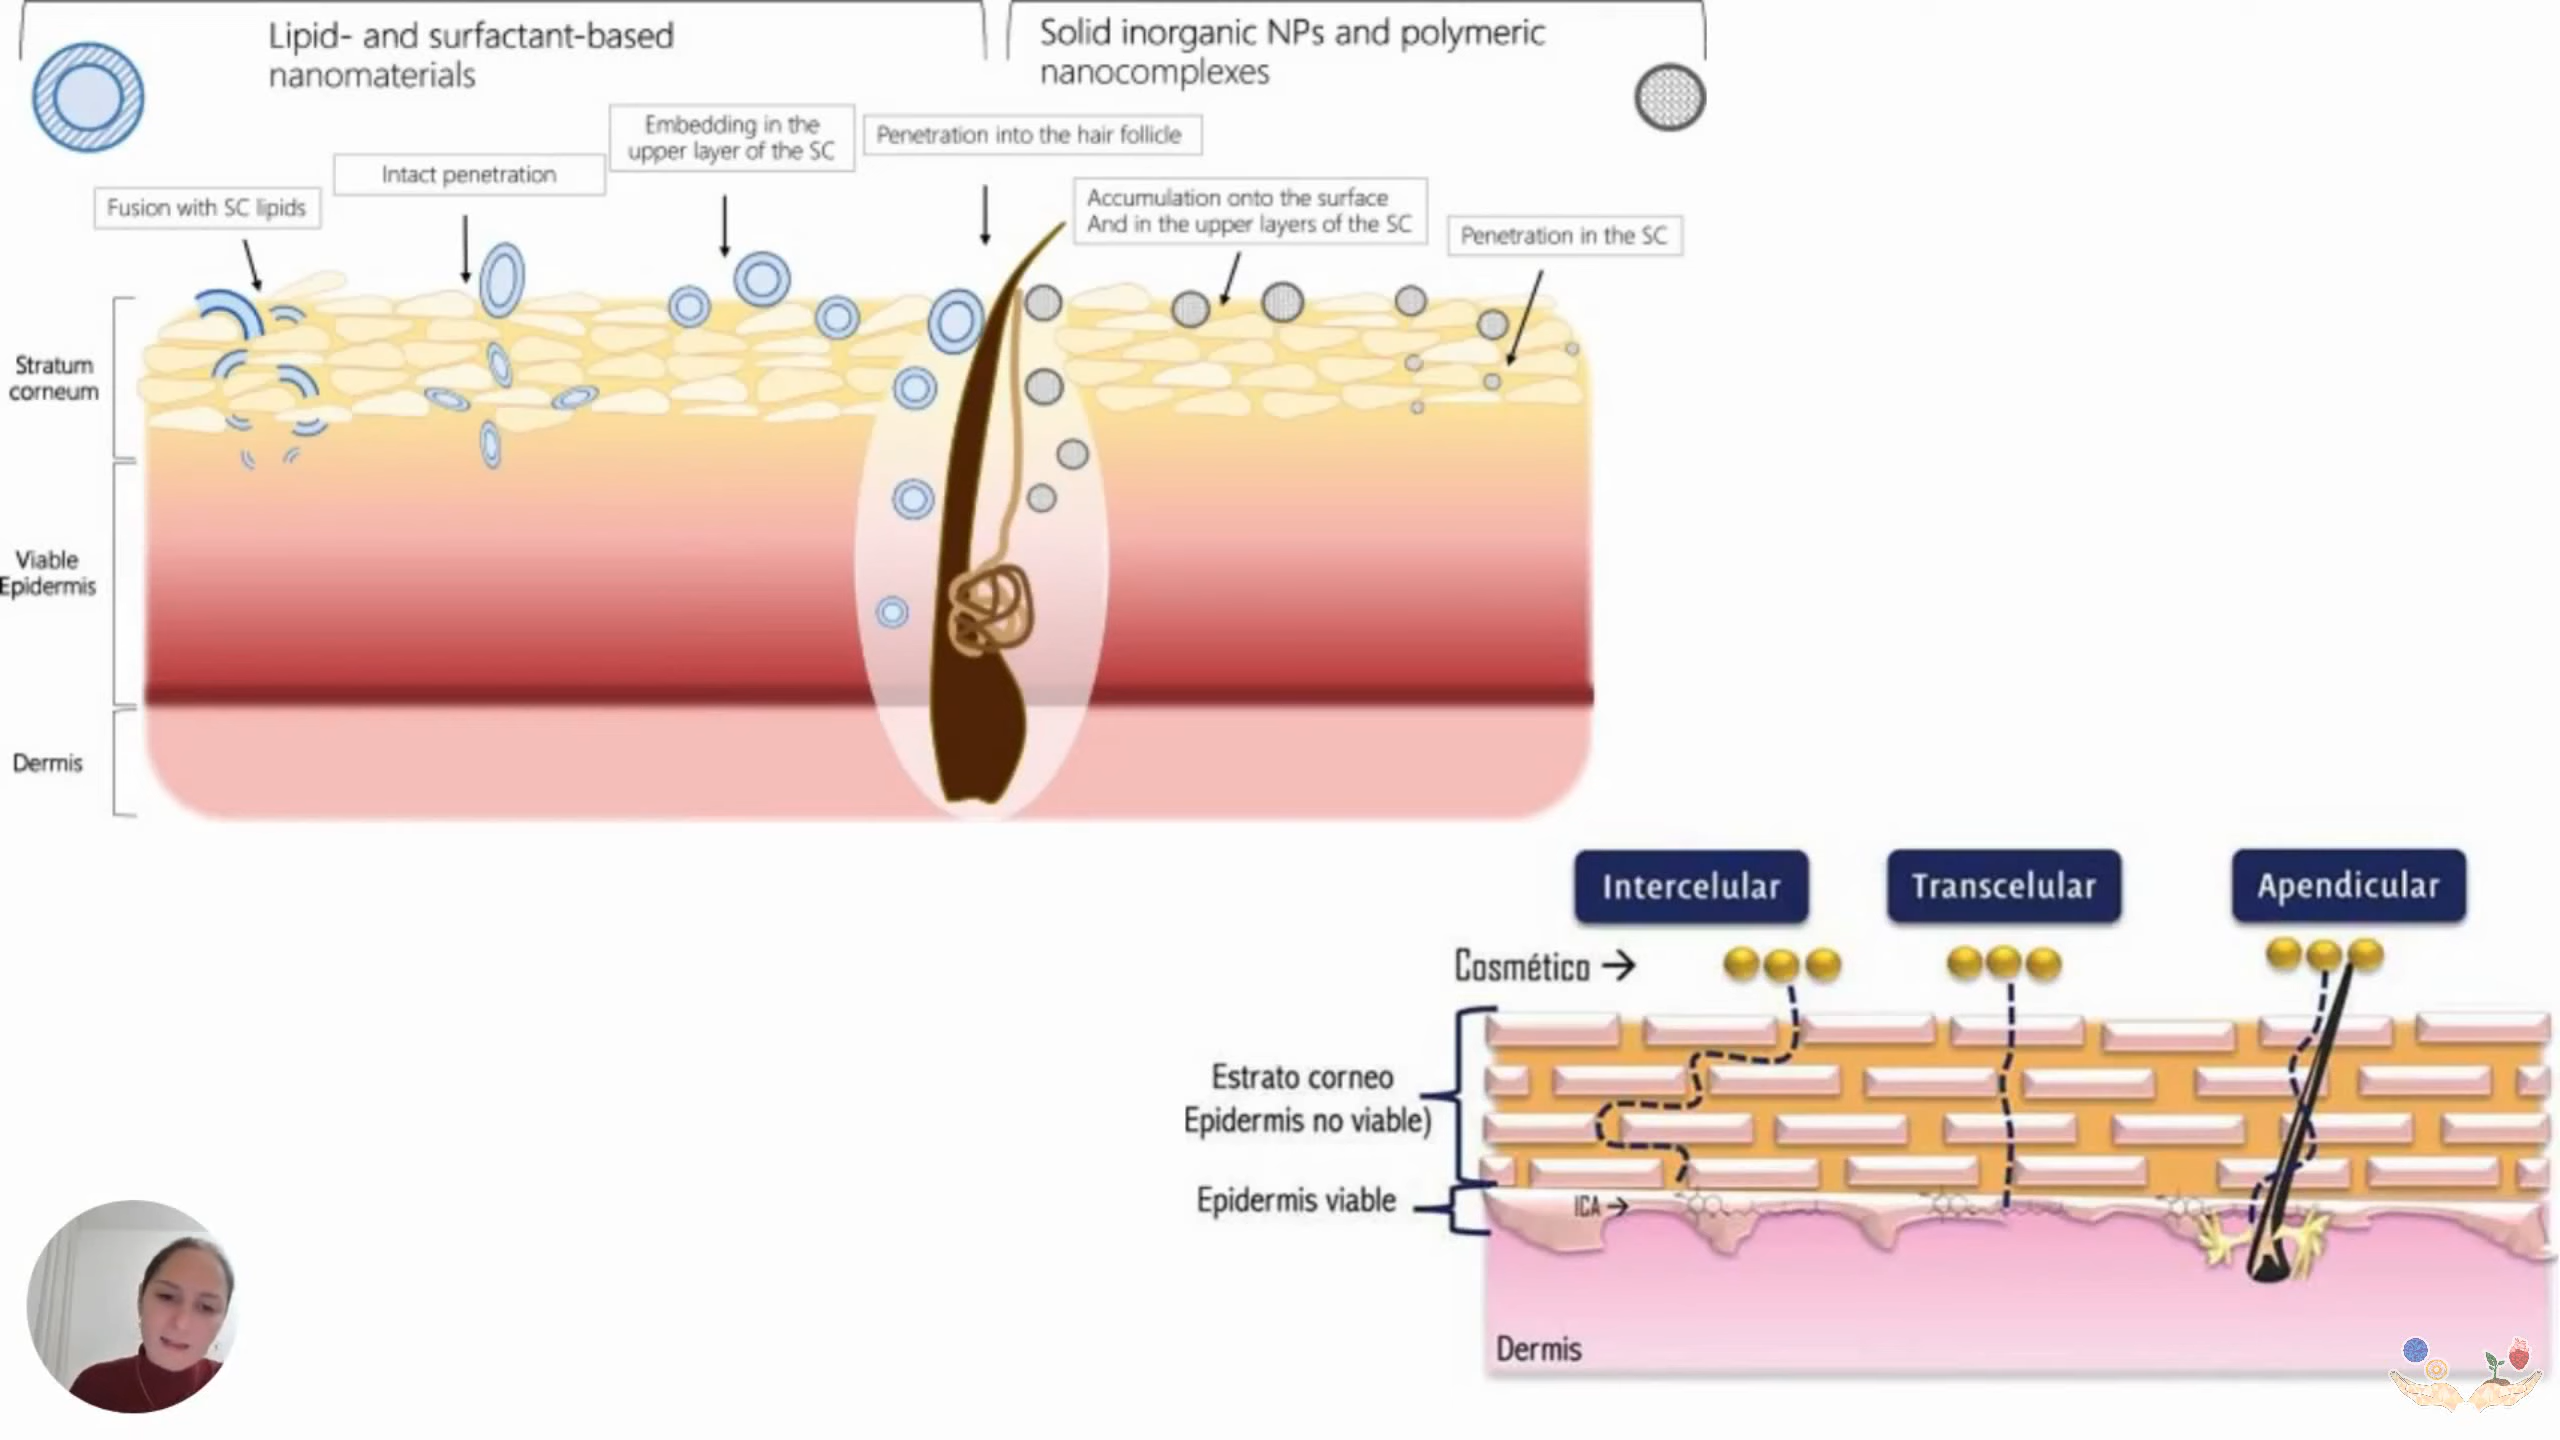 Lipid- and surfactant-based
nanomaterials
Solid inorganic NPs and polymeric
nanocomplexes
Fusion with SC lipids
Intact penetration
Embedding in the
upper layer of the SC
Penetration into the hair follicle
Accumulation onto the surface
And in the upper layers of the SC
Penetration in the SC
Stratum
corneum
Viable
Epidermis
Dermis
Intercelular
Transcelular
Apendicular
Cosmético →
Estrato corneo
Epidermis no viable)
Epidermis viable
ICA→
Dermis